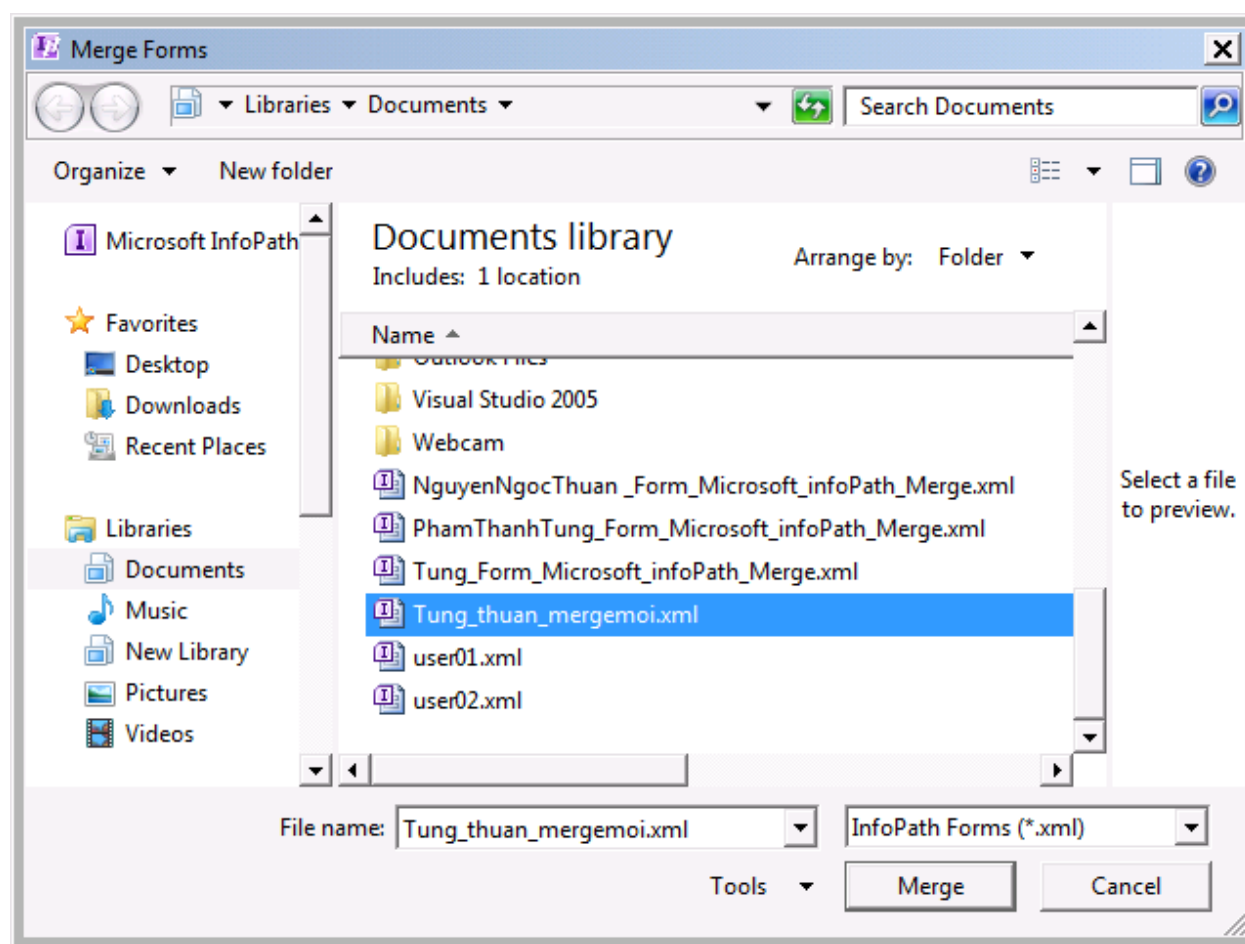 Merge Forms
Libraries Documents
Search Documents
Organize New folder
Microsoft InfoPath
Documents library
Includes: 1 location
Arrange by: Folder
Favorites
Desktop
Downloads
Recent Places
Libraries
Documents
Music
New Library
Pictures
Videos
Name
Outlook Files
Visual Studio 2005
Webcam
NguyenNgocThuan _Form_Microsoft_infoPath_Merge.xml
PhamThanhTung_Form_Microsoft_infoPath_Merge.xml
Tung_Form_Microsoft_infoPath_Merge.xml
Tung_thuan_mergemoi.xml
user01.xml
user02.xml
Select a file
to preview.
File name: Tung_thuan_mergemoi.xml
InfoPath Forms (*.xml)
Tools Merge Cancel